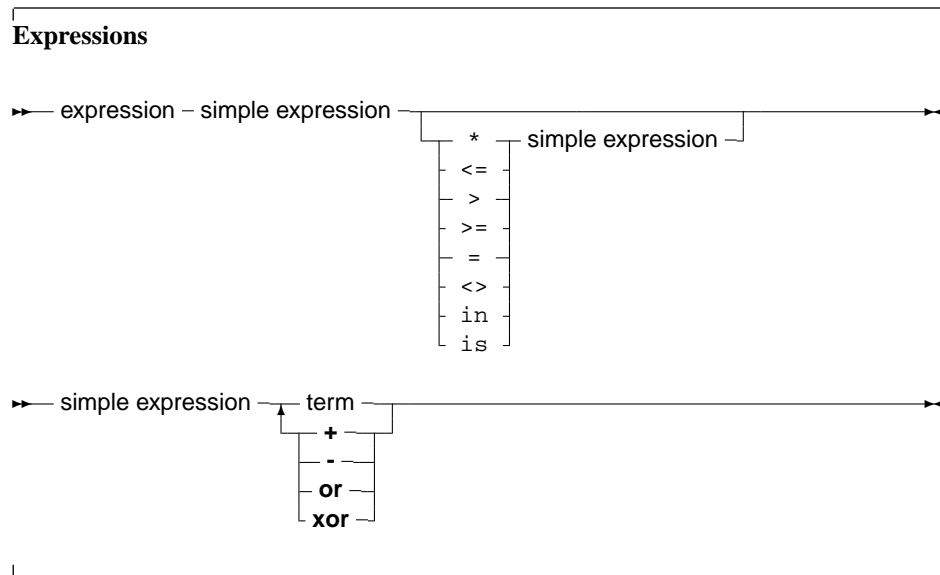 Expressions
expression simple expression
* simple expression
<=
>
>=
=
<>
in
is
simple expression term
+
-
or
xor